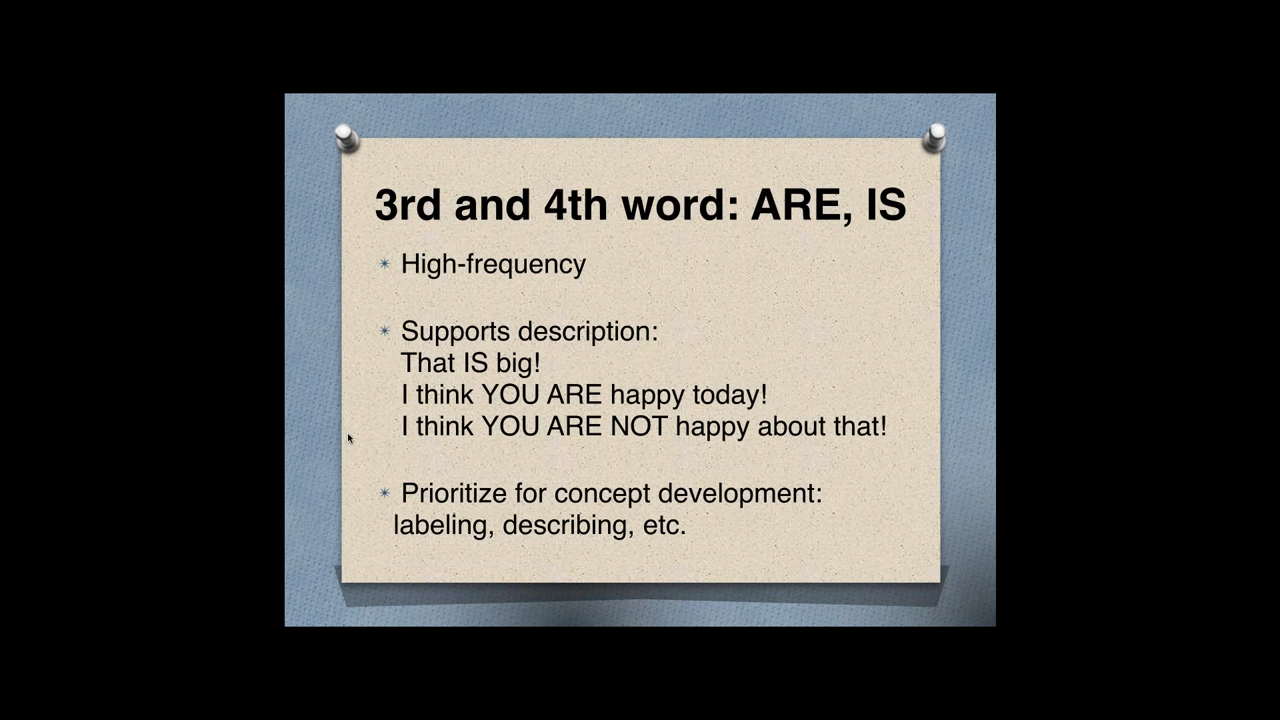 3rd and 4th word: ARE, IS
High-frequency
Supports description:
That IS big!
I think YOU ARE happy today!
I think YOU ARE NOT happy about that!
Prioritize for concept development:
labeling, describing, etc.